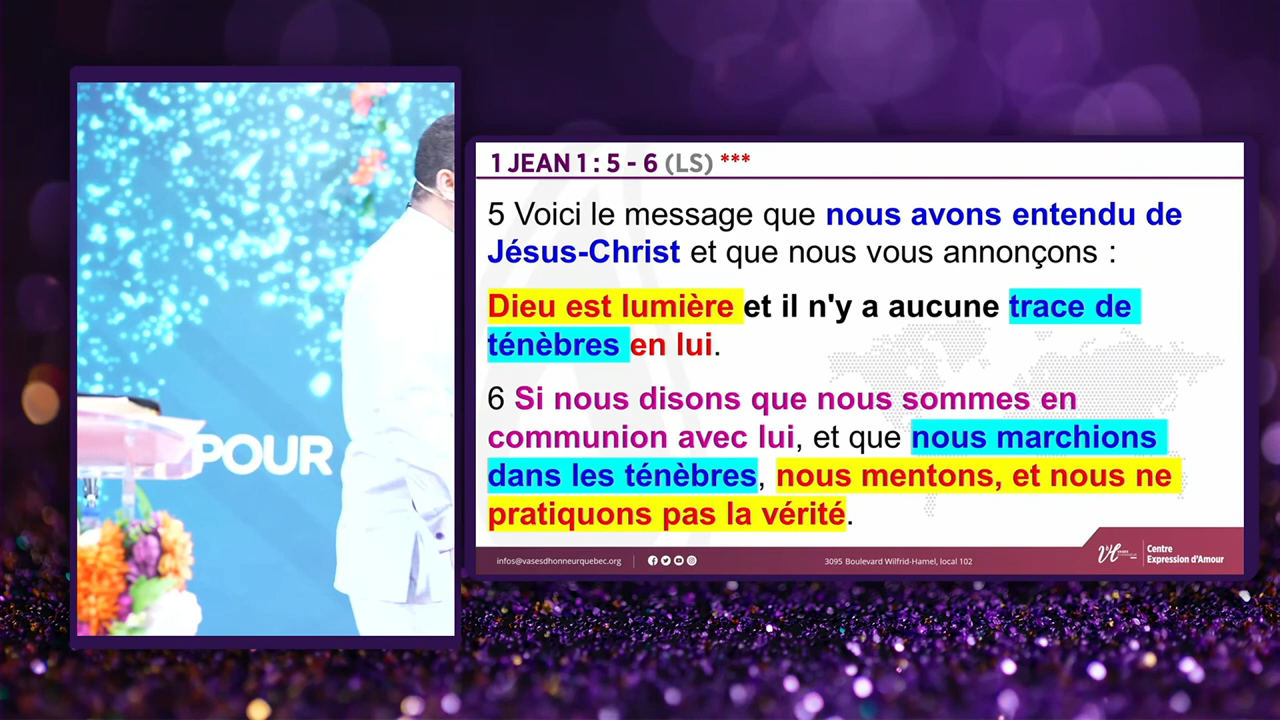 POUR
1 JEAN 1 : 5 - 6 (LS) ***
5 Voici le message que nous avons entendu de
Jésus-Christ et que nous vous annonçons :
Dieu est lumière et il n'y a aucune trace de
ténèbres en lui.
6 Si nous disons que nous sommes en
communion avec lui, et que nous marchions
dans les ténèbres, nous mentons, et nous ne
pratiquons pas la vérité.
infos@vasesdhonneurquebec.org
3095 Boulevard Wilfrid-Hamel, local 102
Centre
Expression d'Amour